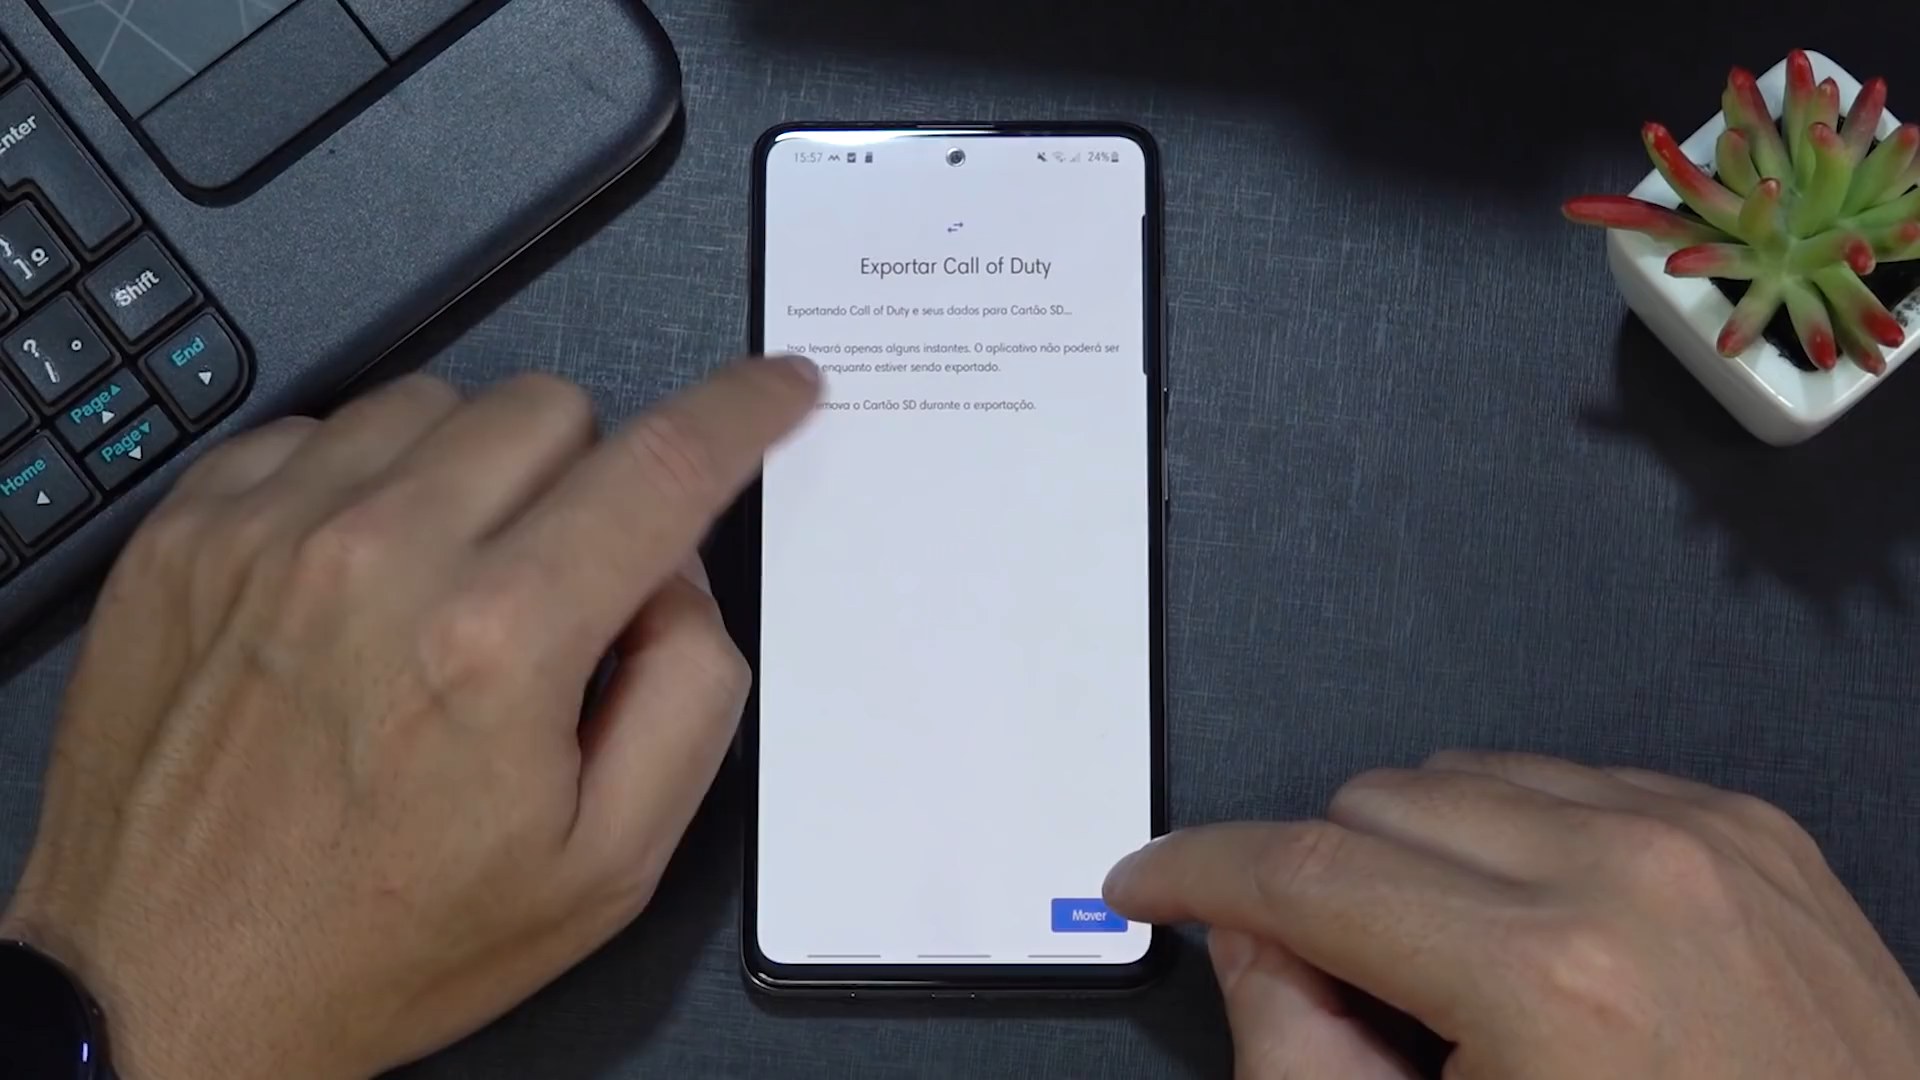 15:57
24%
Exportar Call of Duty
Exportando Call of Duty e seus dados para Cartão SD...
Isso levará apenas alguns instantes. O aplicativo não poderá ser
enquanto estiver sendo exportado.
o Cartão SD durante a exportação.
Mover
Enter
} ] º
Shift
? °
End
Page
Page
Home